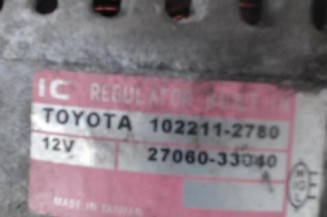 IC REGULATOR BUILT IN
TOYOTA 102211-2780
12V 27060-33040
MADE IN TAIWAN